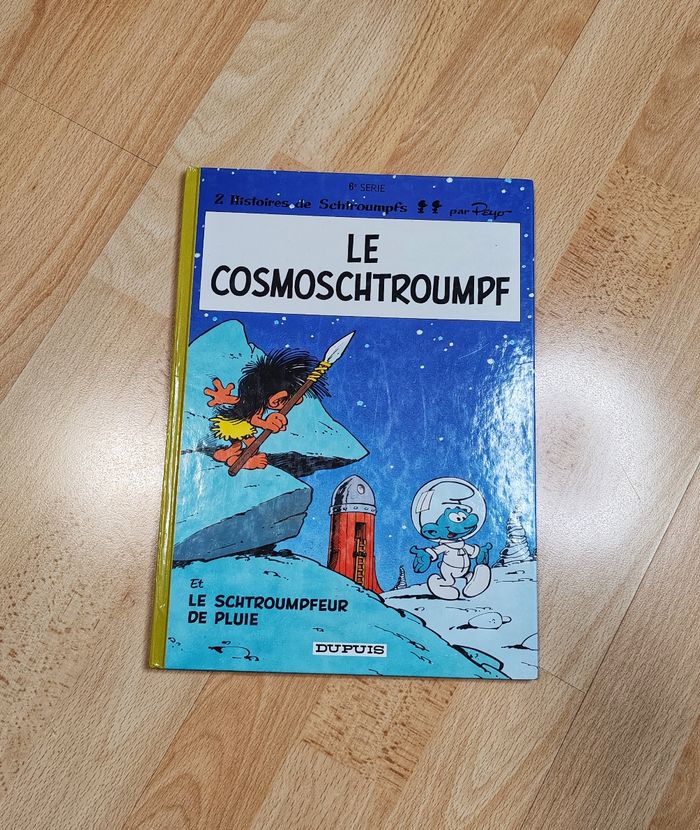 6e SERIE
2 Histoires de Schtroumpfs par Peyo
LE
COSMOSCHTROUMPF
Et
LE SCHTROUMPFEUR
DE PLUIE
DUPUIS